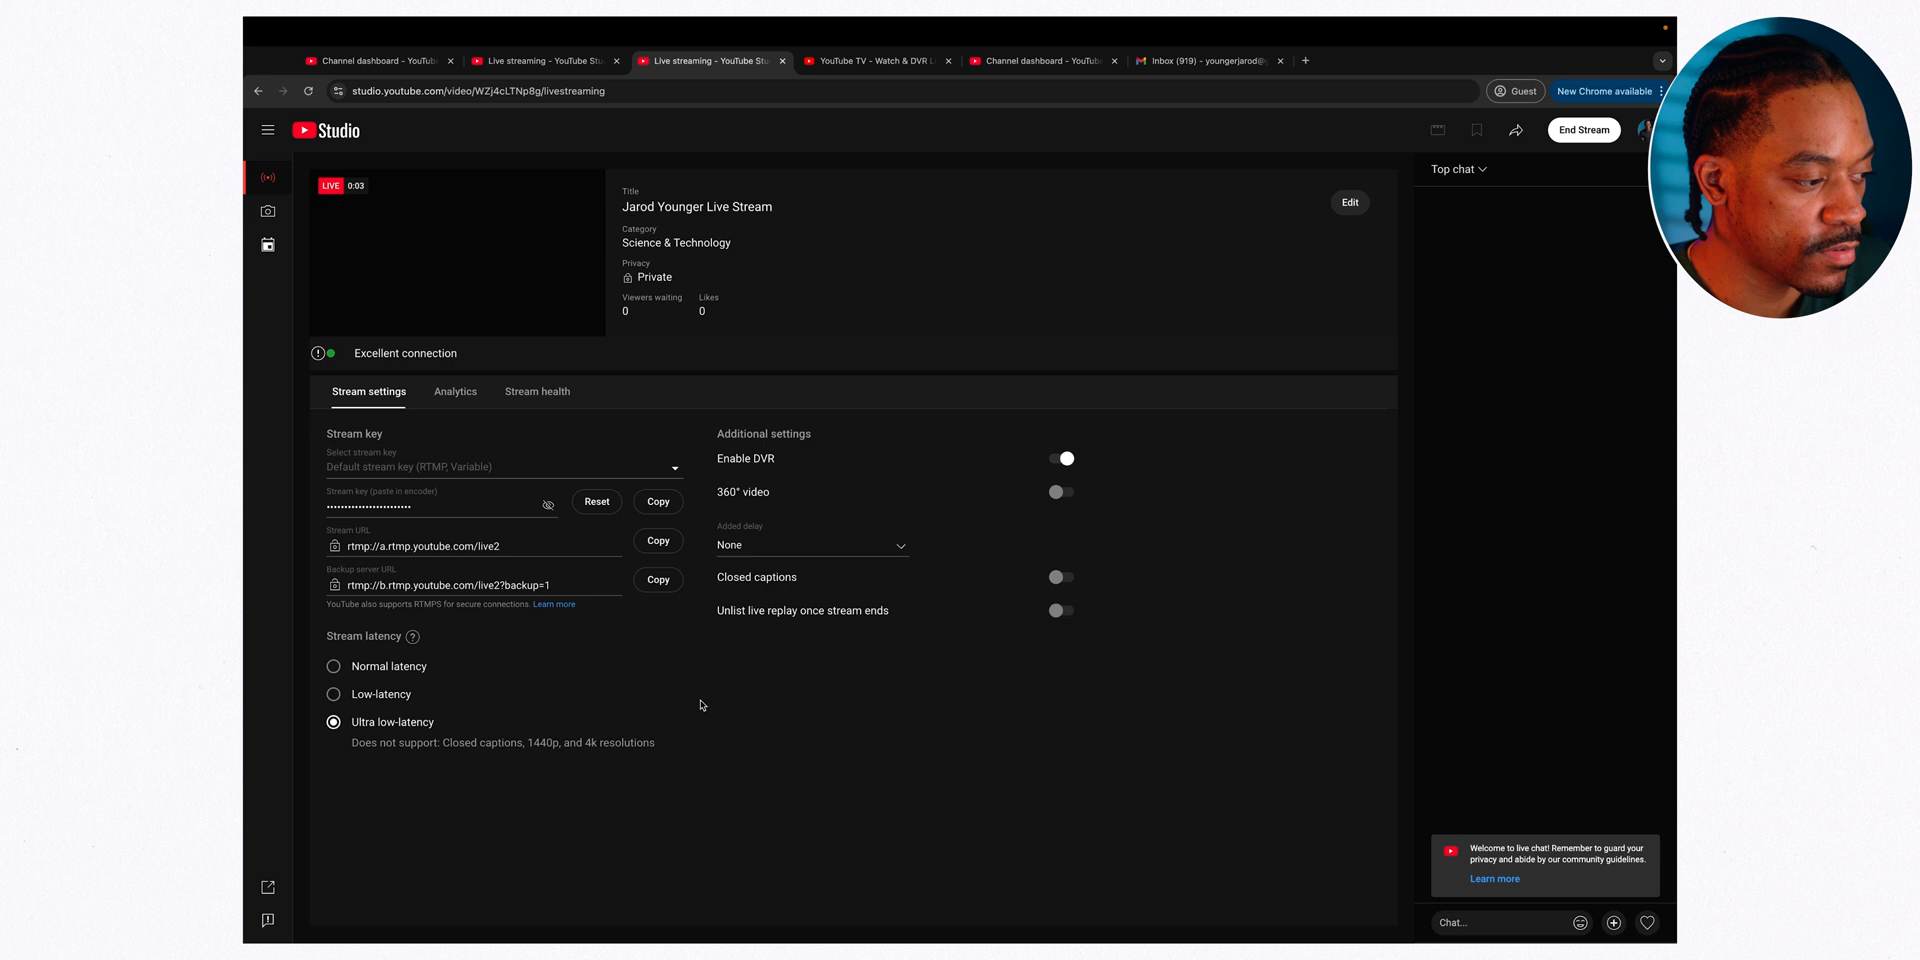 Channel dashboard - YouTube
Live streaming - YouTube Stu
Live streaming - YouTube Stu
YouTube TV - Watch & DVR Li
Channel dashboard - YouTube
Inbox (919) - youngerjarod@
studio.youtube.com/video/WZj4cLTNp8g/livestreaming
Guest
New Chrome available
Studio
End Stream
LIVE 0:03
Title
Jarod Younger Live Stream
Edit
Category
Science & Technology
Privacy
Private
Viewers waiting Likes
0 0
Top chat
Excellent connection
Stream settings Analytics Stream health
Stream key
Select stream key
Default stream key (RTMP, Variable)
Stream key (paste in encoder)
Reset Copy
Stream URL
rtmp://a.rtmp.youtube.com/live2
Copy
Backup server URL
rtmp://b.rtmp.youtube.com/live2?backup=1
Copy
YouTube also supports RTMPS for secure connections. Learn more
Stream latency
Normal latency
Low-latency
Ultra low-latency
Does not support: Closed captions, 1440p, and 4k resolutions
Additional settings
Enable DVR
360° video
Added delay
None
Closed captions
Unlist live replay once stream ends
Welcome to live chat! Remember to guard your
privacy and abide by our community guidelines.
Learn more
Chat...